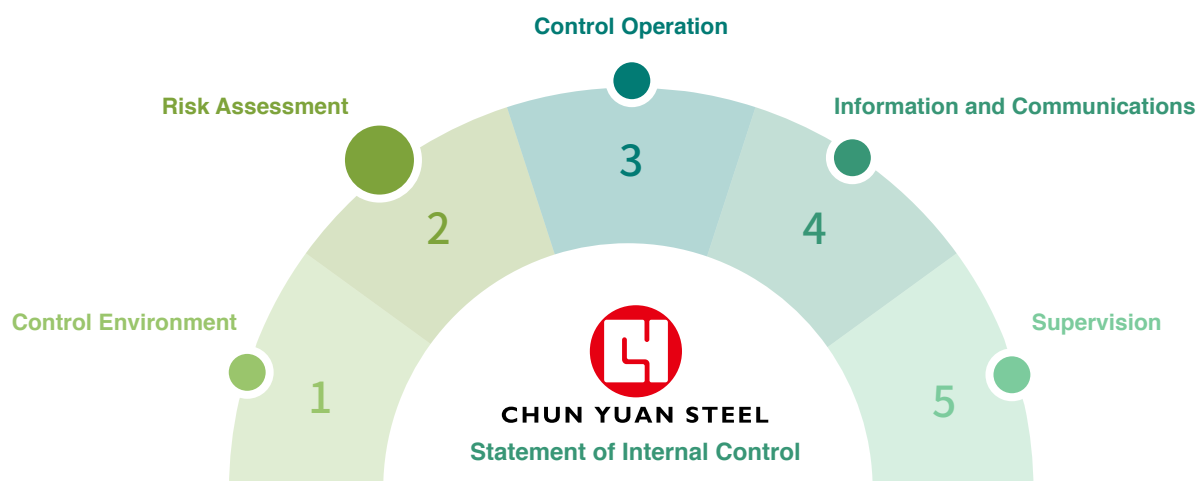 Control Operation
Risk Assessment
Information and Communications
3
2
4
Control Environment
Supervision
1
5
CHUN YUAN STEEL
Statement of Internal Control